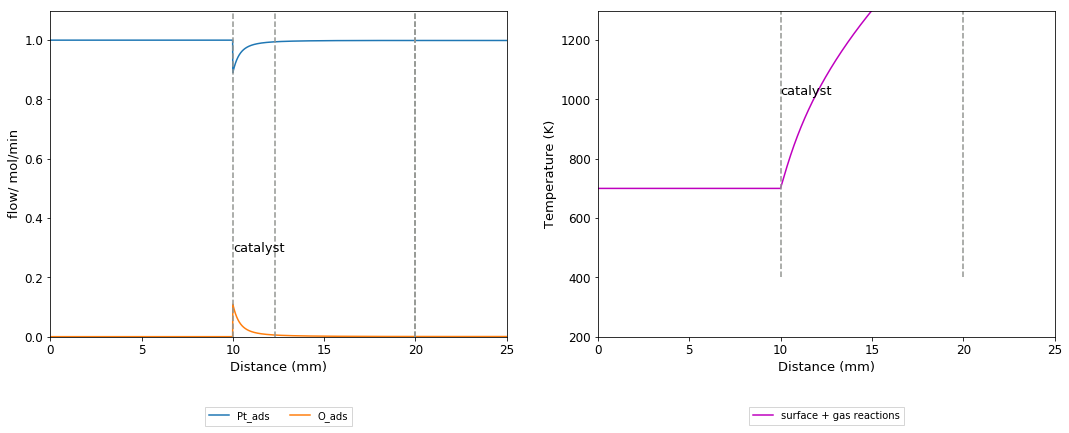 flow/ mol/min
1.0
0.8
0.6
0.4
0.2
0.0
catalyst
0 5 10 15 20 25
Distance (mm)
Pt_ads O_ads
Temperature (K)
1200
1000
800
600
400
200
catalyst
0 5 10 15 20 25
Distance (mm)
surface + gas reactions